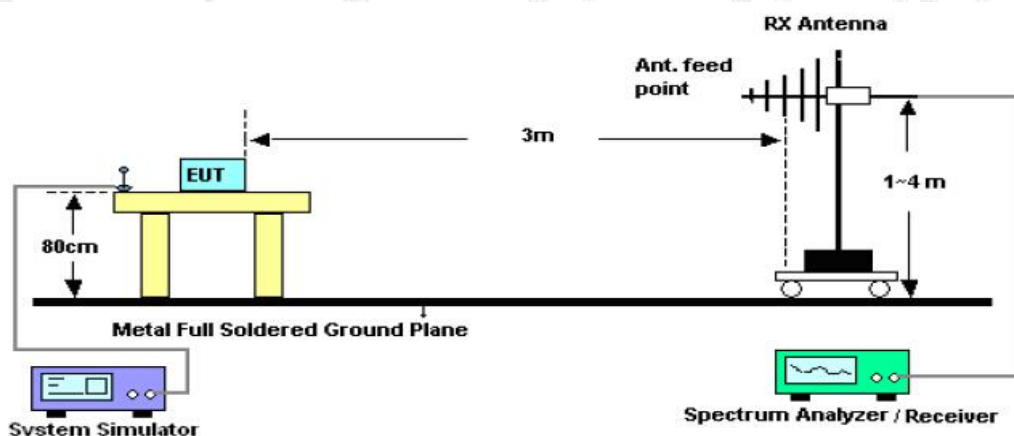 RX Antenna
Ant. feed
point
3m
EUT
1~4 m
80cm
Metal Full Soldered Ground Plane
System Simulator
Spectrum Analyzer / Receiver